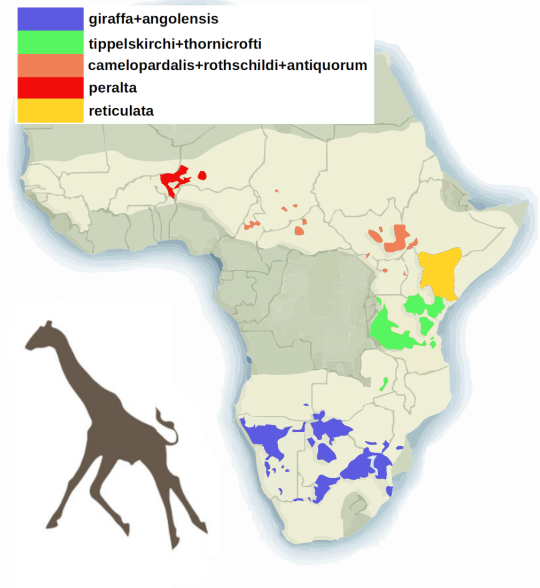 giraffa+angolensis
tippelskirchi+thornicrofti
camelopardalis+rothschildi+antiquorum
peralta
reticulata